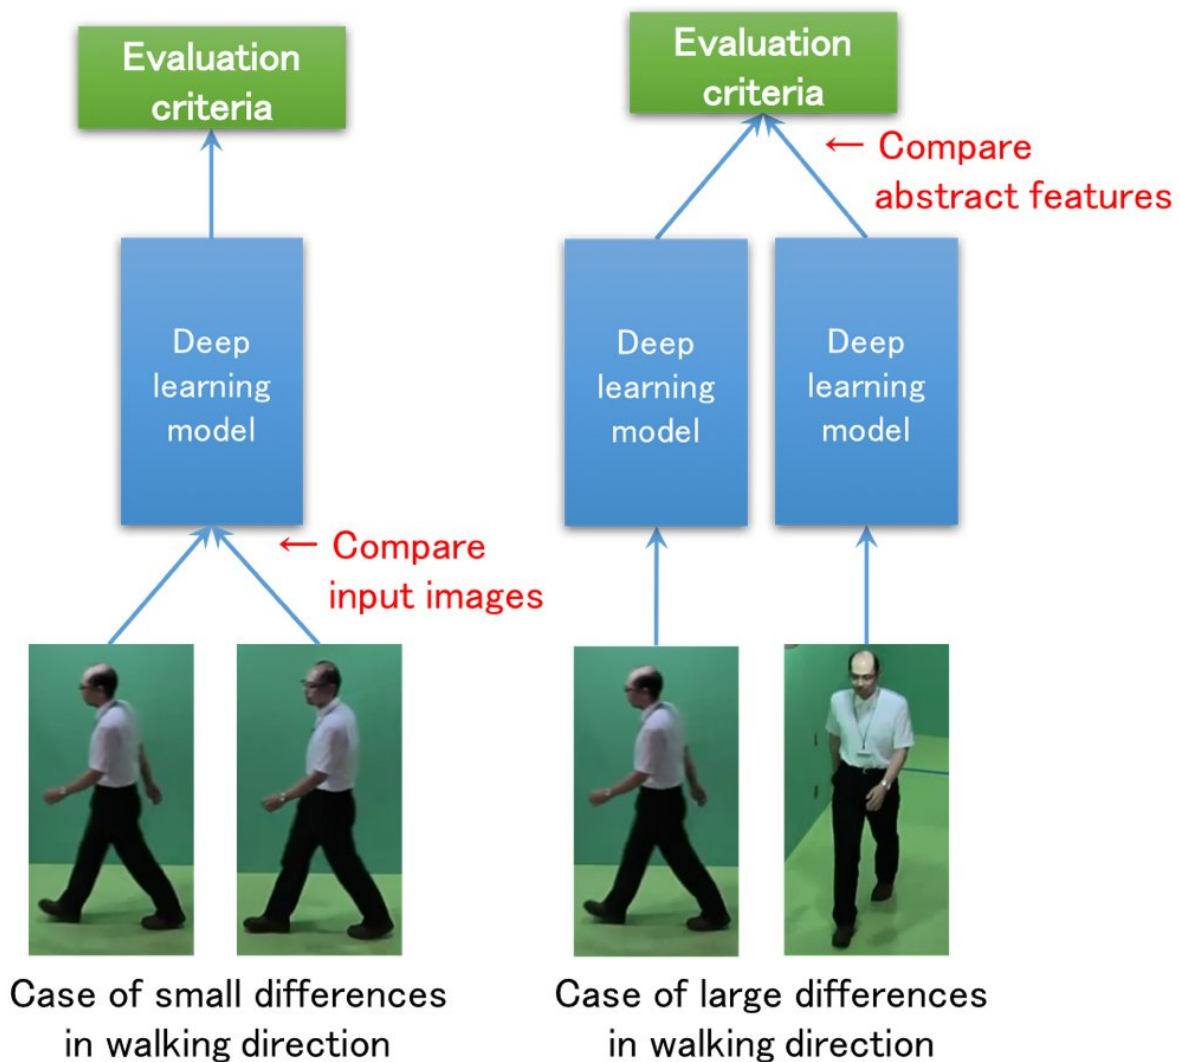 Evaluation
criteria
Deep
learning
model
← Compare
input images
Case of small differences
in walking direction
Evaluation
criteria
← Compare
abstract features
Deep
learning
model
Deep
learning
model
Case of large differences
in walking direction